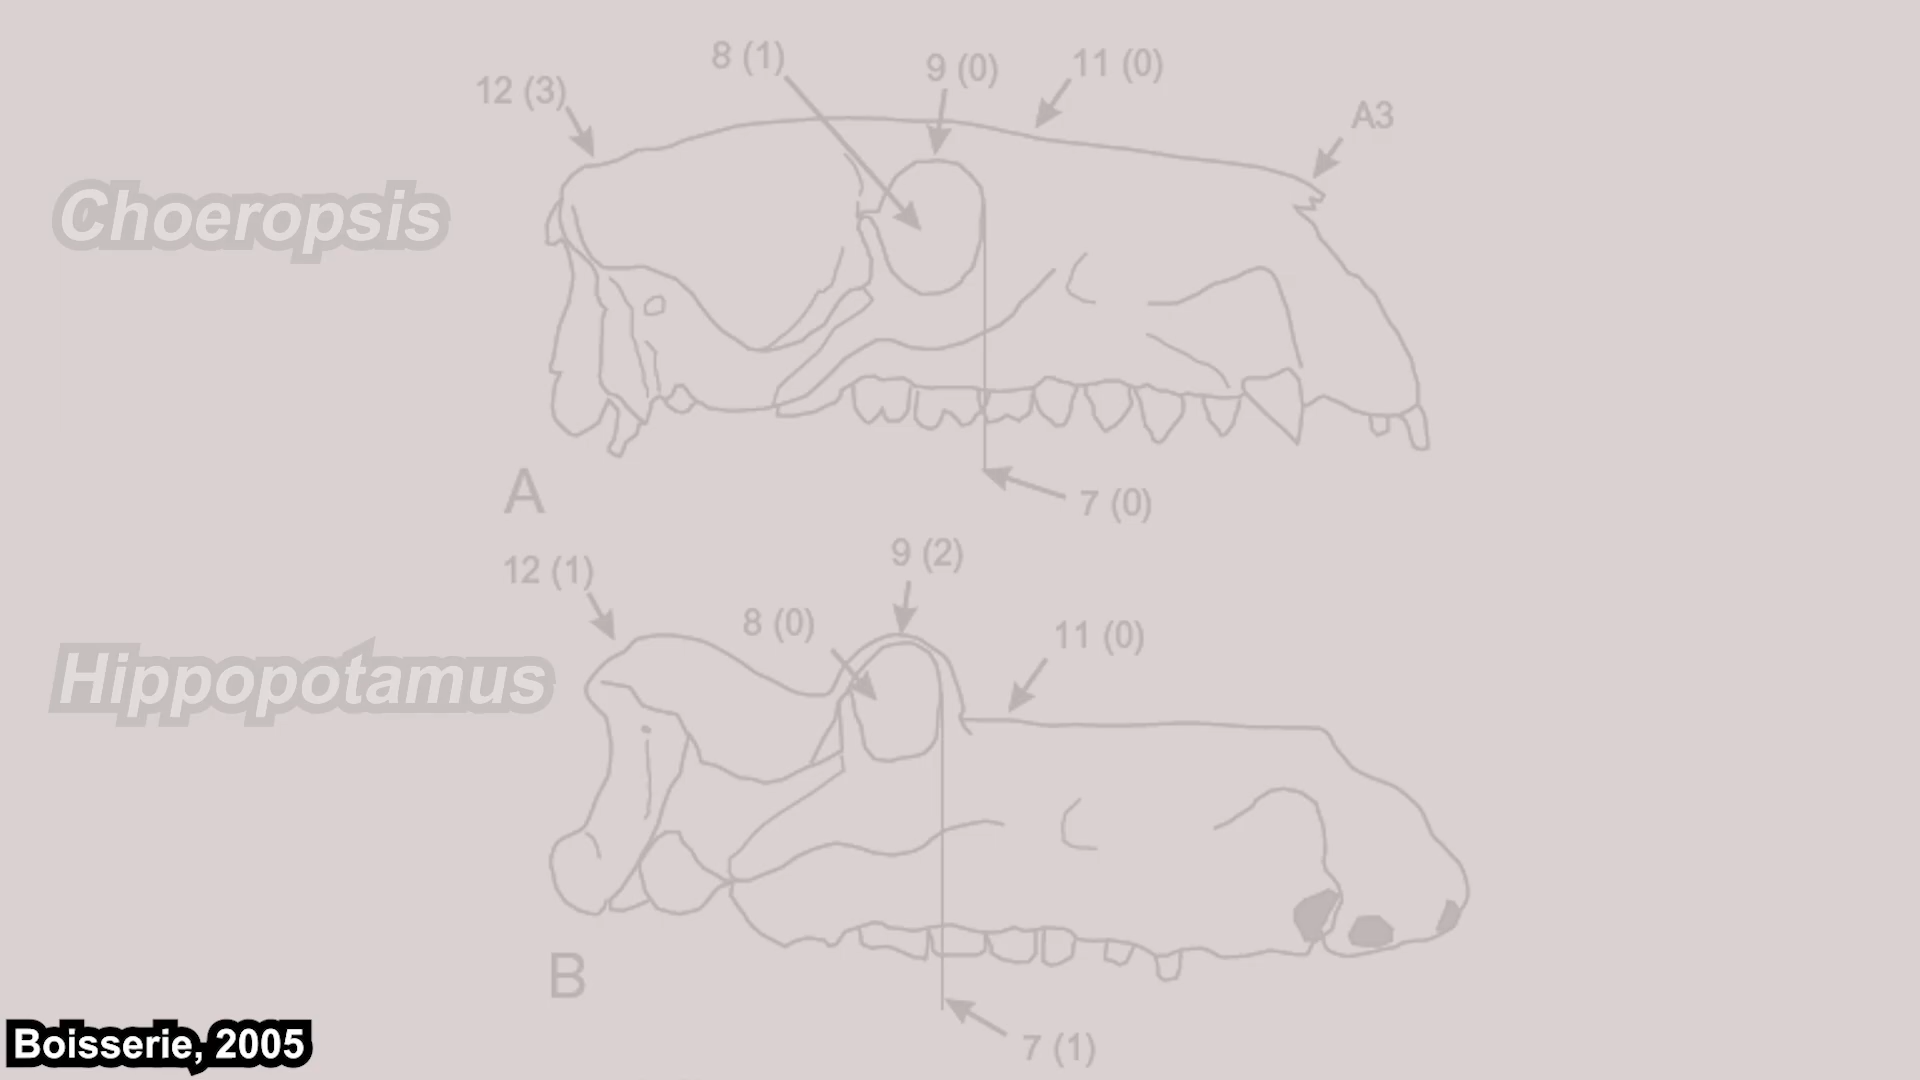 8 (1)
9 (0)
11 (0)
12 (3)
A3
Choeropsis
A
7 (0)
9 (2)
12 (1)
8 (0)
11 (0)
Hippopotamus
B
7 (1)
Boisserie, 2005